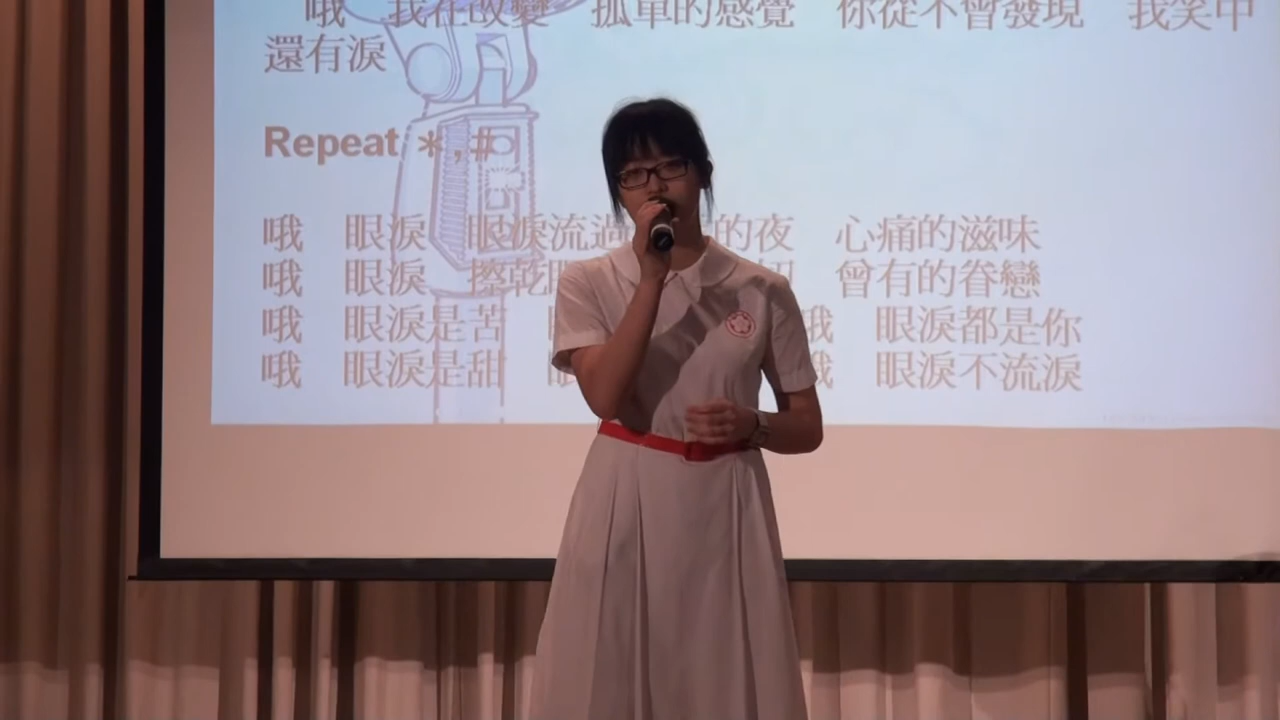 哦 我在改變 孤單的感覺 你從不曾發現 我笑中
還有淚
Repeat *,#
哦 眼淚 眼淚流過 的夜 心痛的滋味
哦 眼淚 擦乾 切 曾有的眷戀
哦 眼淚是苦 哦 眼淚都是你
哦 眼淚是甜 哦 眼淚不流淚